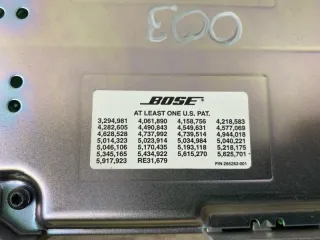 003
BOSE
AT LEAST ONE U.S. PAT.
3,294,981 4,061,890 4,158,756 4,218,583
4,282,605 4,490,843 4,549,631 4,577,069
4,628,528 4,737,992 4,739,514 4,944,018
5,014,323 5,023,914 5,034,984 5,040,221
5,046,106 5,170,435 5,193,118 5,218,175
5,345,165 5,434,922 5,615,270 5,625,701
5,917,923 RE31,679
P/N 265262-001